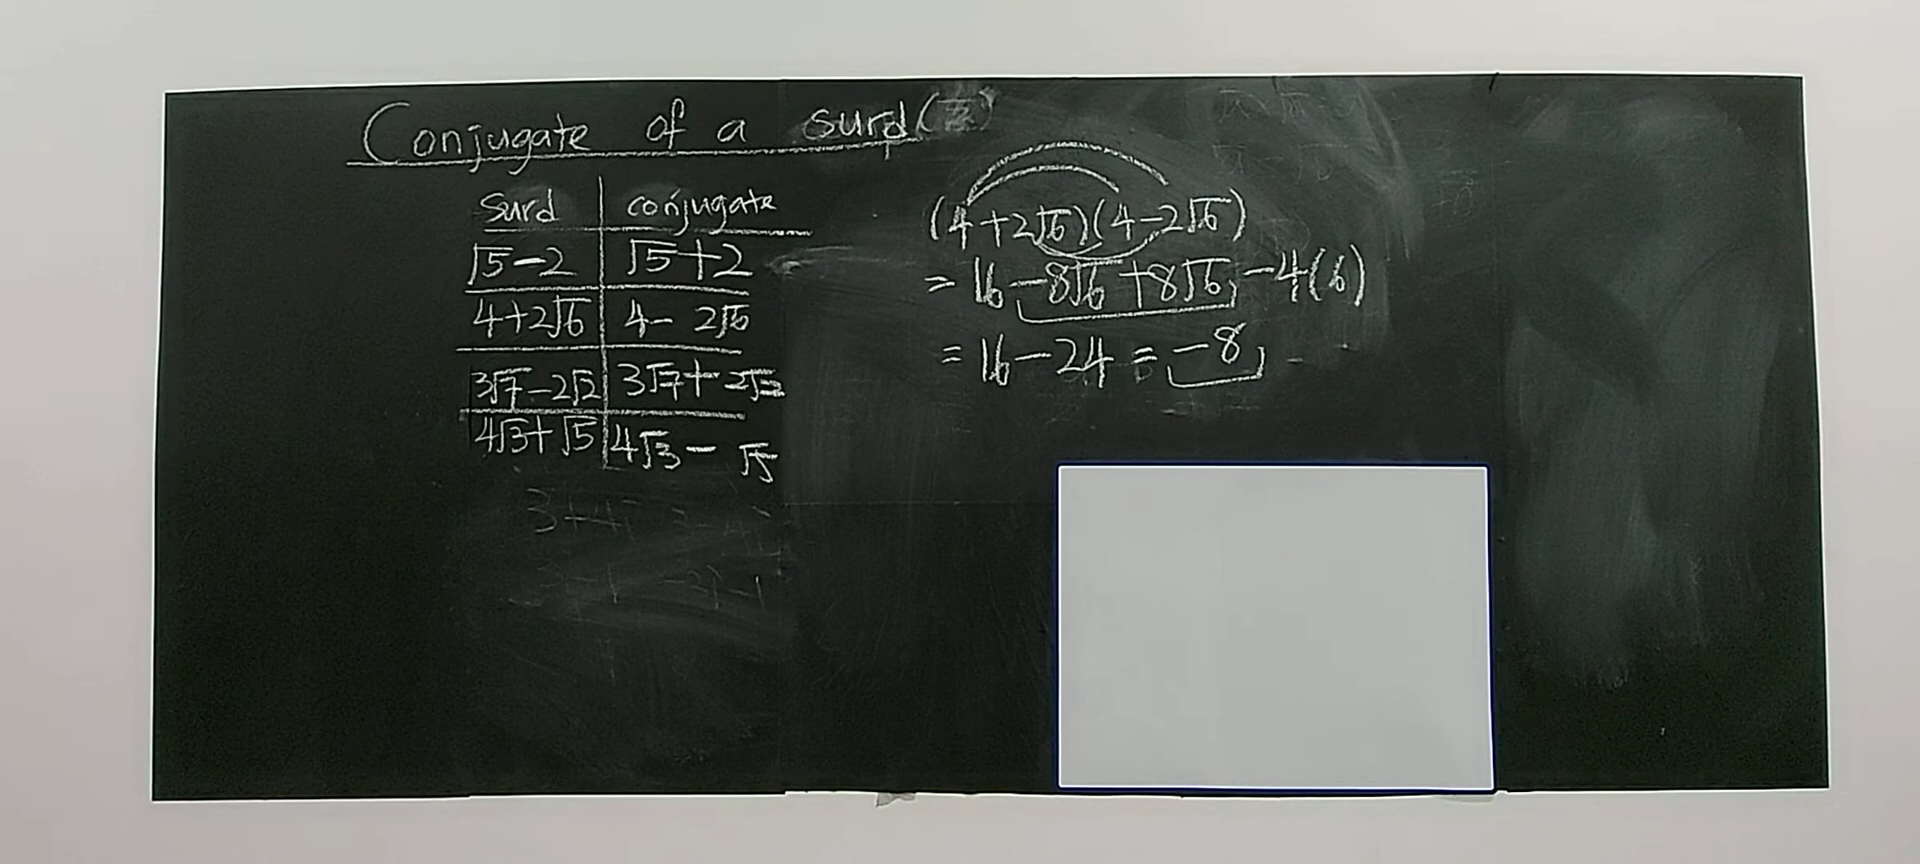 Conjugate of a surd
surd conjugate
√5-2 √5+2
4+2√6 4- 2√6
3√7-2√2 3√7+2√2
4√3+√5 4√3- √5
(4+2√6)(4-2√6)
= 16-8√6+8√6-4(6)
= 16-24=-8